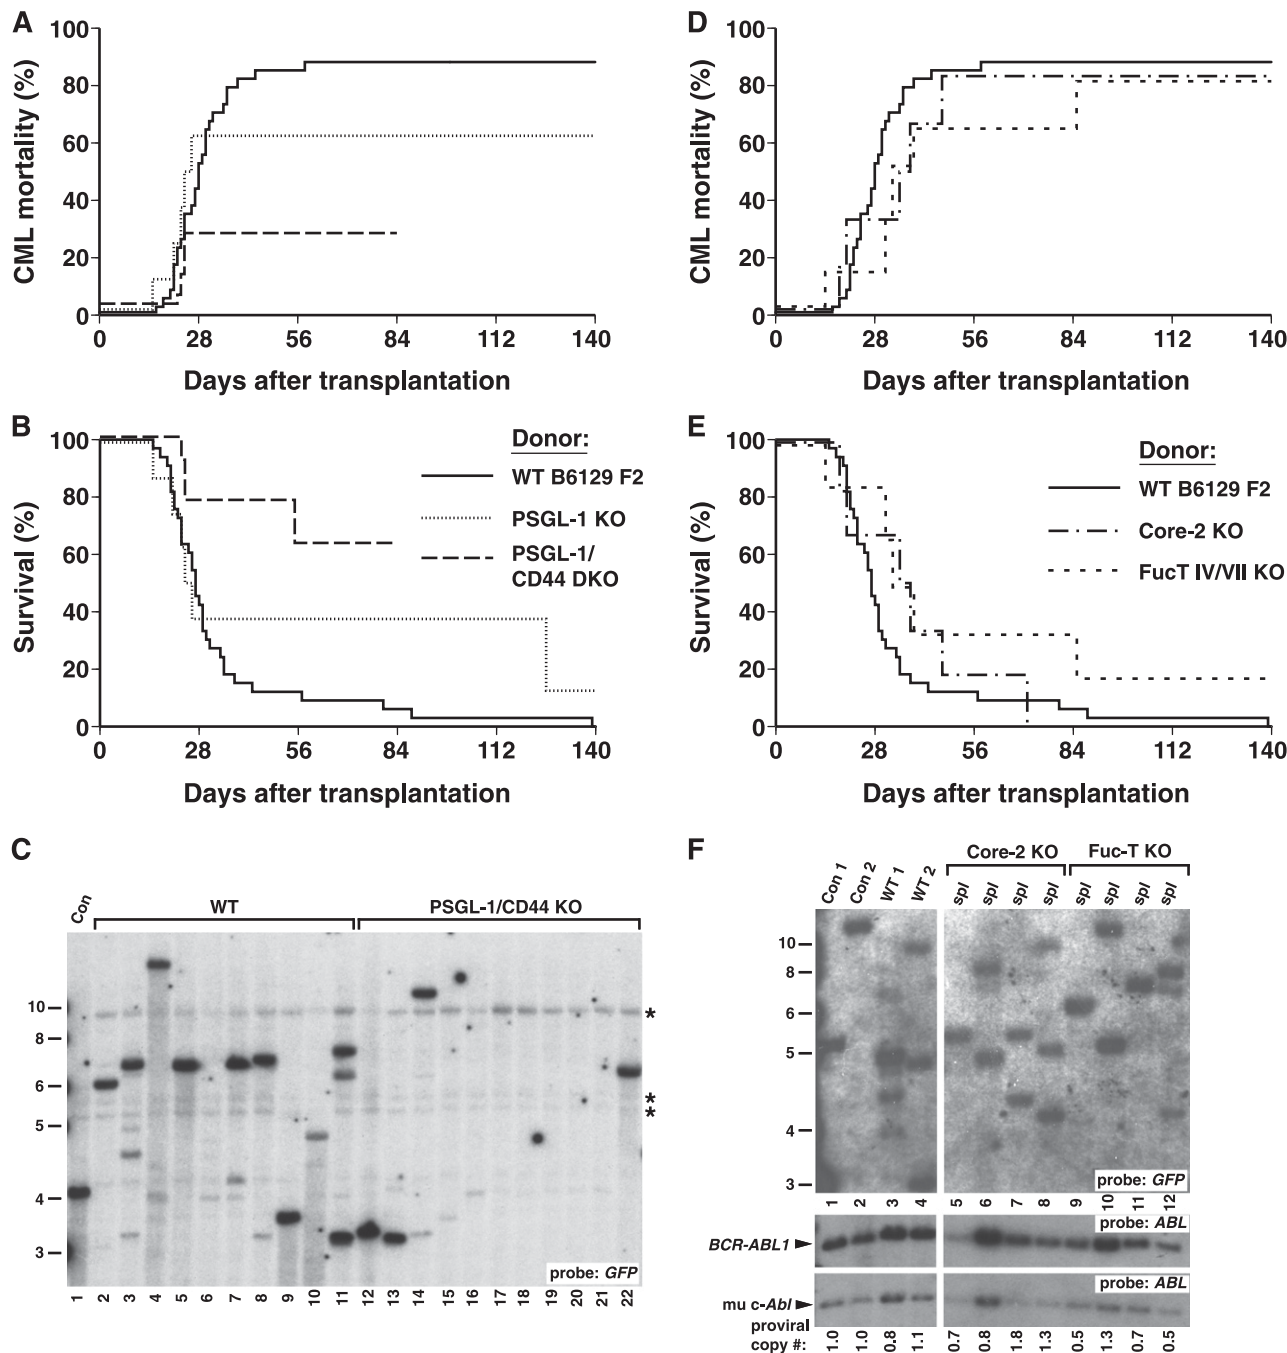 A
CML mortality (%)
100
80
60
40
20
0
0 28 56 84 112 140
Days after transplantation
B
Survival (%)
100
80
60
40
20
0
0 28 56 84 112 140
Days after transplantation
Donor:
WT B6129 F2
PSGL-1 KO
PSGL-1/
CD44 DKO
C
Con WT PSGL-1/CD44 KO
10
8
6
5
4
3
*
*
*
probe: GFP
1 2 3 4 5 6 7 8 9 10 11 12 13 14 15 16 17 18 19 20 21 22
D
CML mortality (%)
100
80
60
40
20
0
0 28 56 84 112 140
Days after transplantation
E
Survival (%)
100
80
60
40
20
0
0 28 56 84 112 140
Days after transplantation
Donor:
WT B6129 F2
Core-2 KO
FucT IV/VII KO
F
Core-2 KO Fuc-T KO
Con 1 Con 2 WT 1 WT 2 spl spl spl spl spl spl spl spl
10
8
6
5
4
3
probe: GFP
1 2 3 4 5 6 7 8 9 10 11 12
probe: ABL
BCR-ABL1
probe: ABL
mu c-Abl
proviral
copy #: 1.0 1.0 0.8 1.1 0.7 0.8 1.8 1.3 0.5 1.3 0.7 0.5